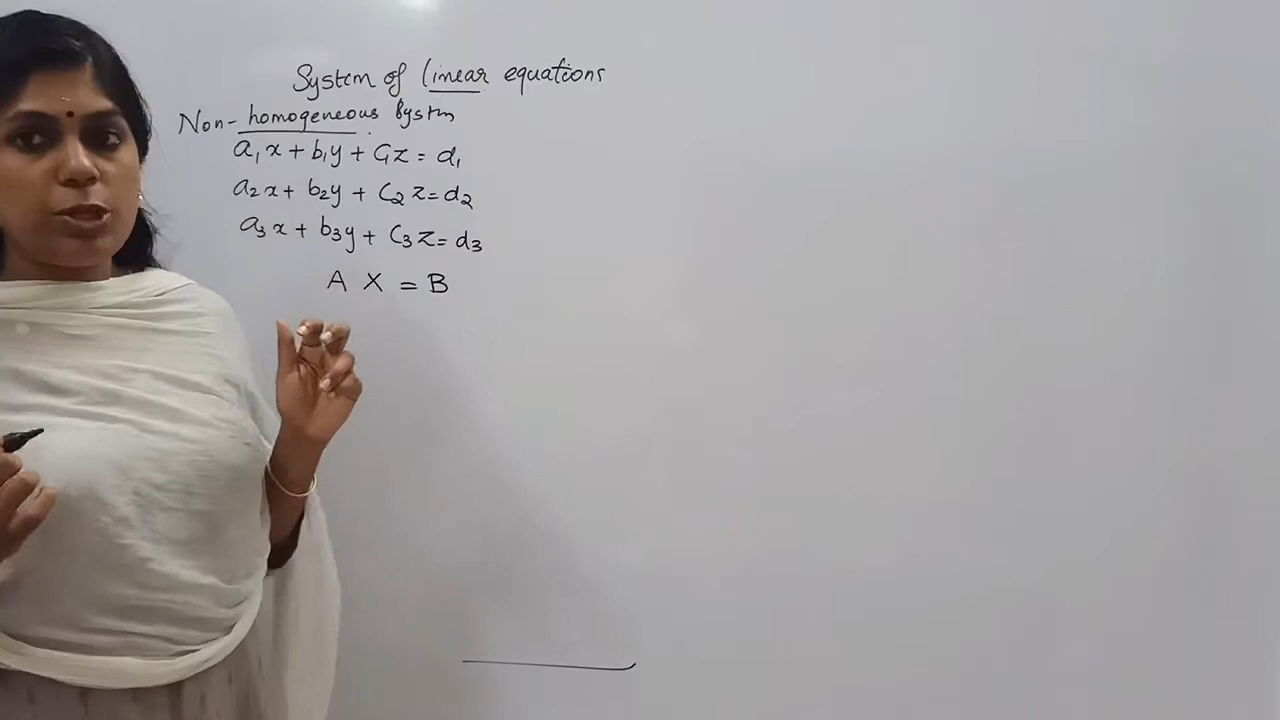 System of linear equations
Non-homogeneous System
a₁x + b₁y + c₁z = d₁
a₂x + b₂y + c₂z = d₂
a₃x + b₃y + c₃z = d₃
A X = B